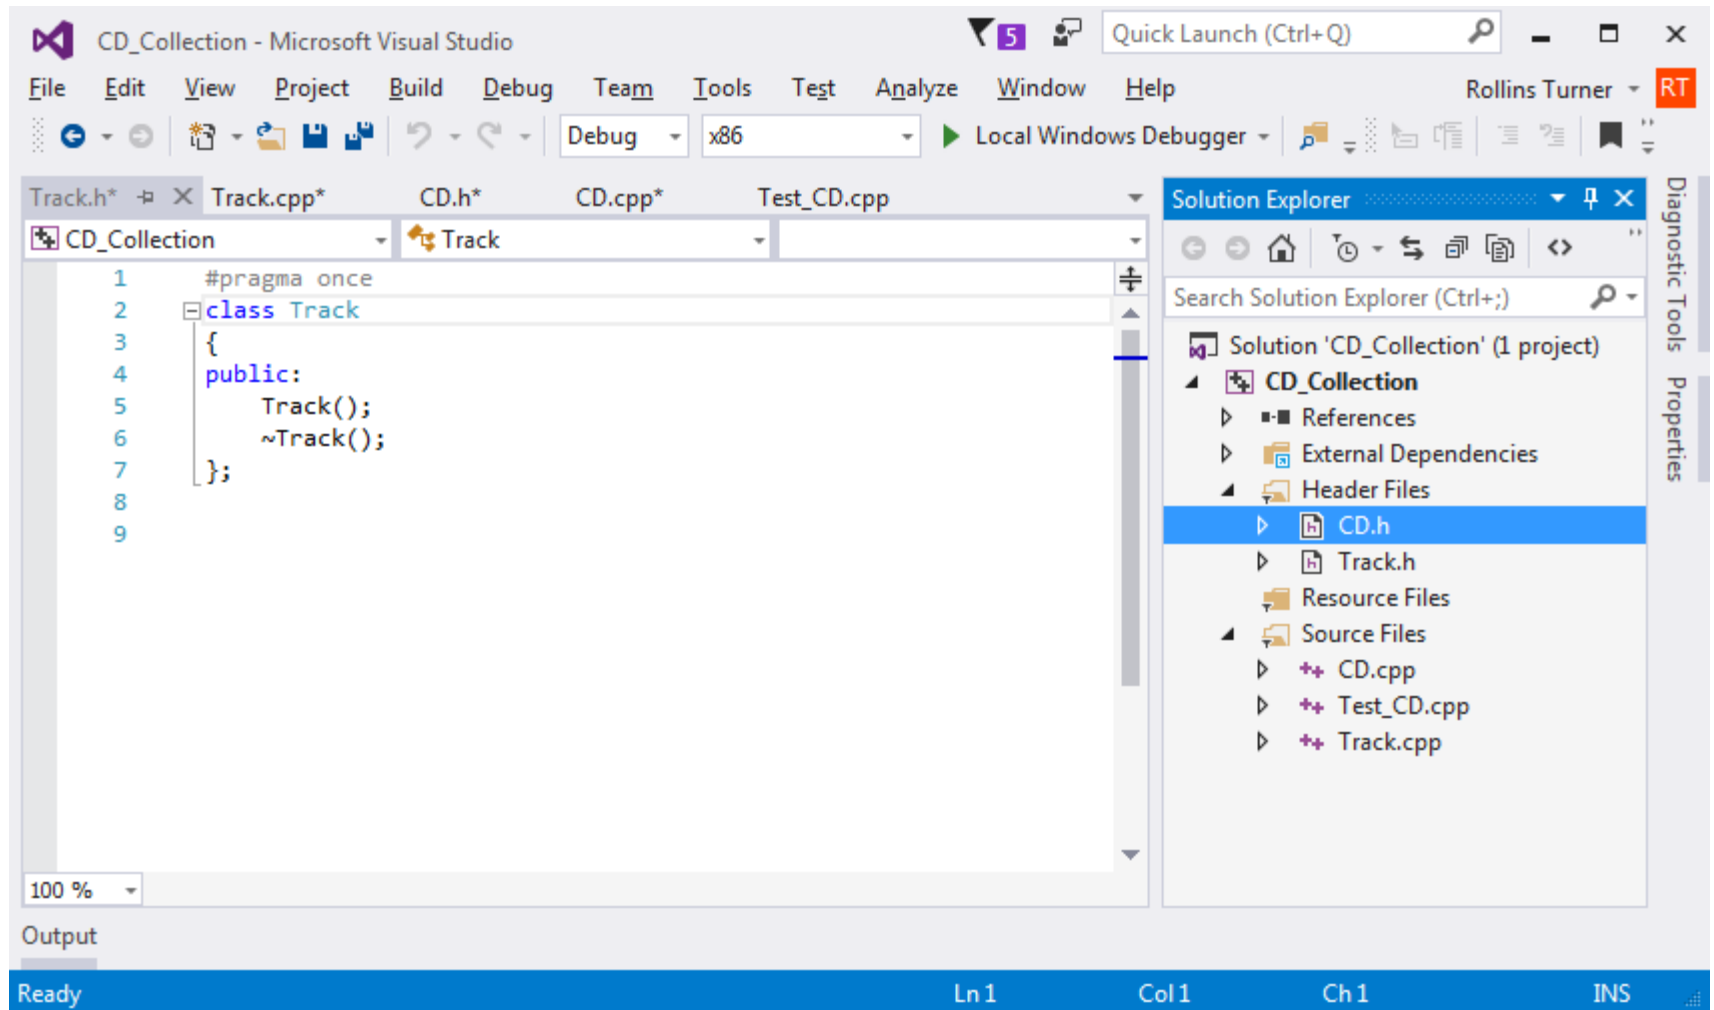 CD_Collection - Microsoft Visual Studio
5
Quick Launch (Ctrl+Q)
File Edit View Project Build Debug Team Tools Test Analyze Window Help
Rollins Turner RT
Debug x86 Local Windows Debugger
Track.h* Track.cpp* CD.h* CD.cpp* Test_CD.cpp
CD_Collection Track
1 #pragma once
2 class Track
3 {
4 public:
5 Track();
6 ~Track();
7 };
8
9
100 %
Solution Explorer
Search Solution Explorer (Ctrl+;)
Solution 'CD_Collection' (1 project)
CD_Collection
References
External Dependencies
Header Files
CD.h
Track.h
Resource Files
Source Files
CD.cpp
Test_CD.cpp
Track.cpp
Diagnostic Tools
Properties
Output
Ready Ln 1 Col 1 Ch 1 INS